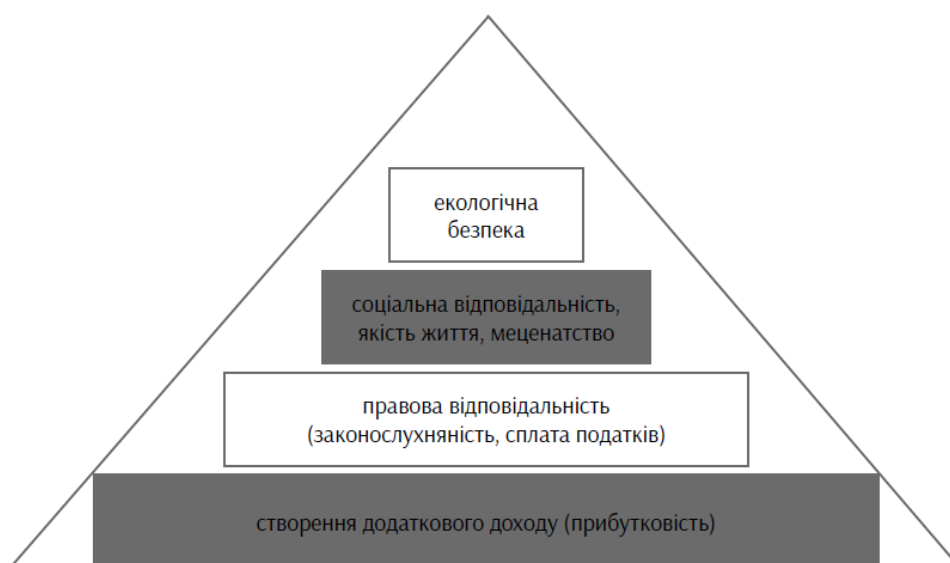 екологічна
безпека
соціальна відповідальність,
якість життя, меценатство
правова відповідальність
(законослухняність, сплата податків)
створення додаткового доходу (прибутковість)